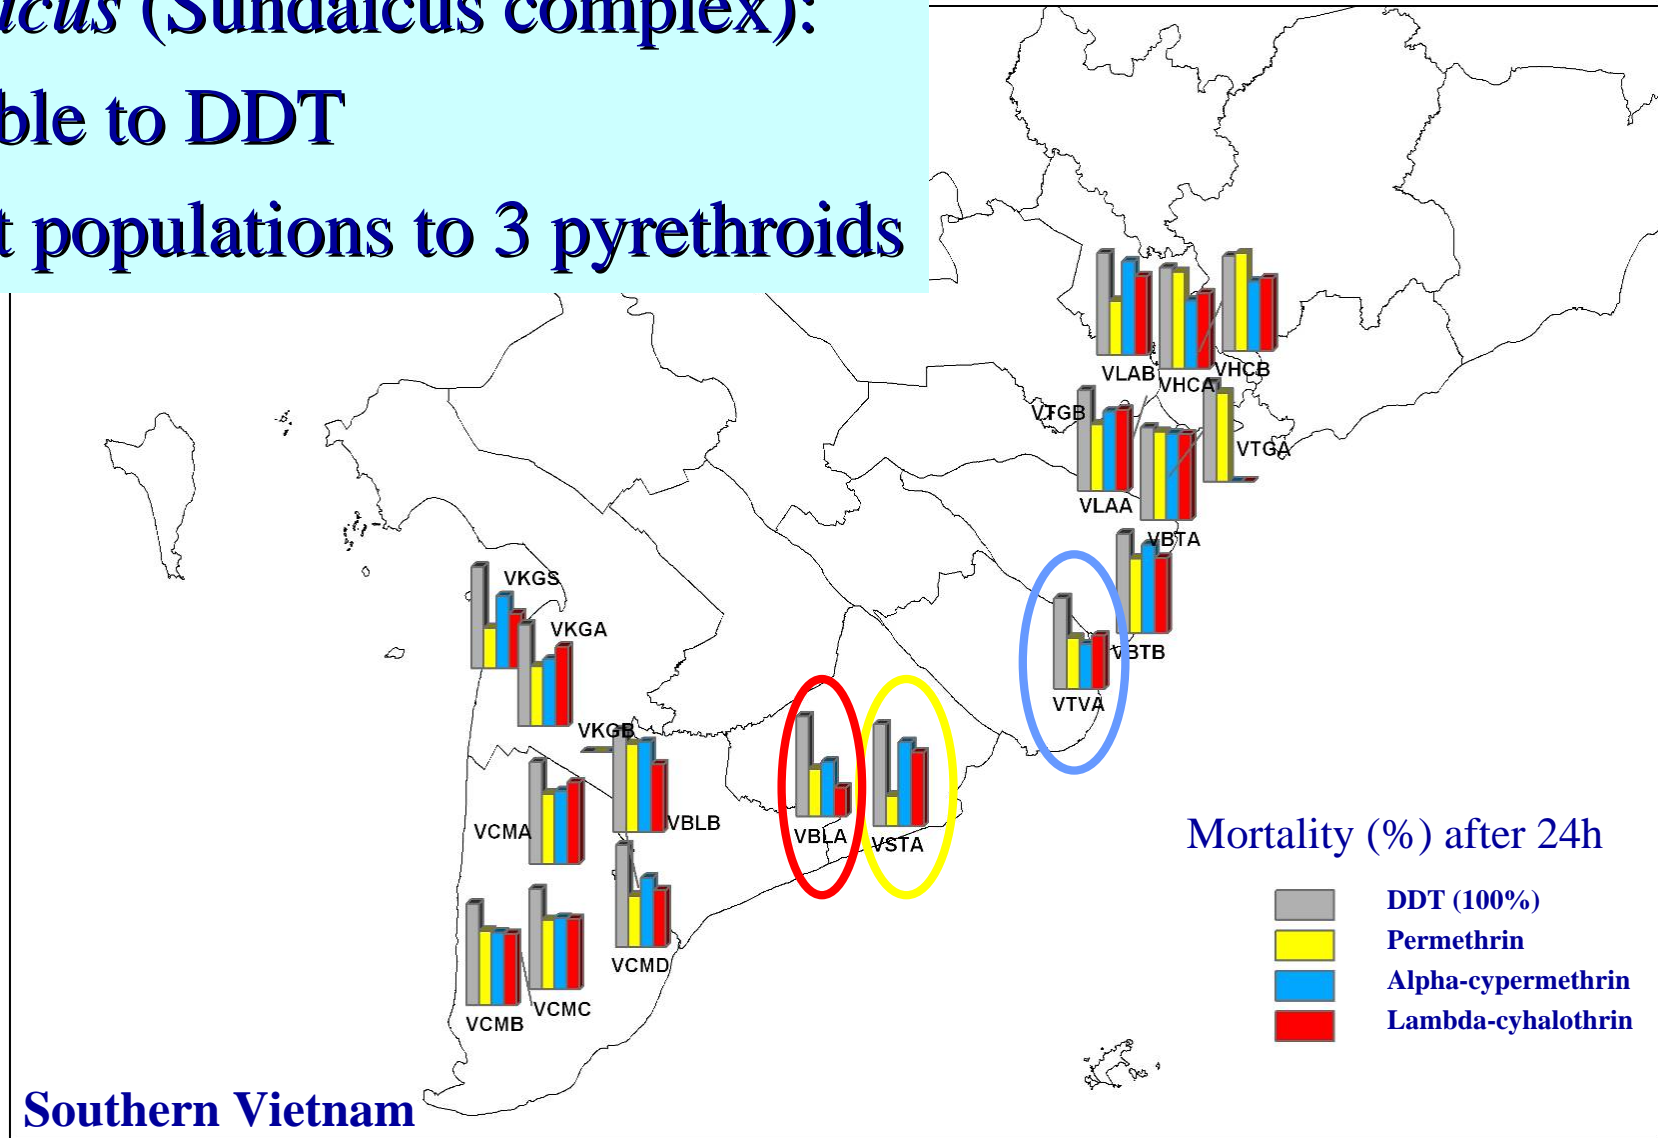 (Sundaicus complex):
to DDT
populations to 3 pyrethroids
VLAB
VHCA
VHCB
VTGB
VTGA
VLAA
VBTA
VKGS
VKGA
VBTB
VTVA
VKGB
VCMA
VBLB
VBLA
VSTA
VCMD
VCMB
VCMC
Mortality (%) after 24h
DDT (100%)
Permethrin
Alpha-cypermethrin
Lambda-cyhalothrin
Southern Vietnam